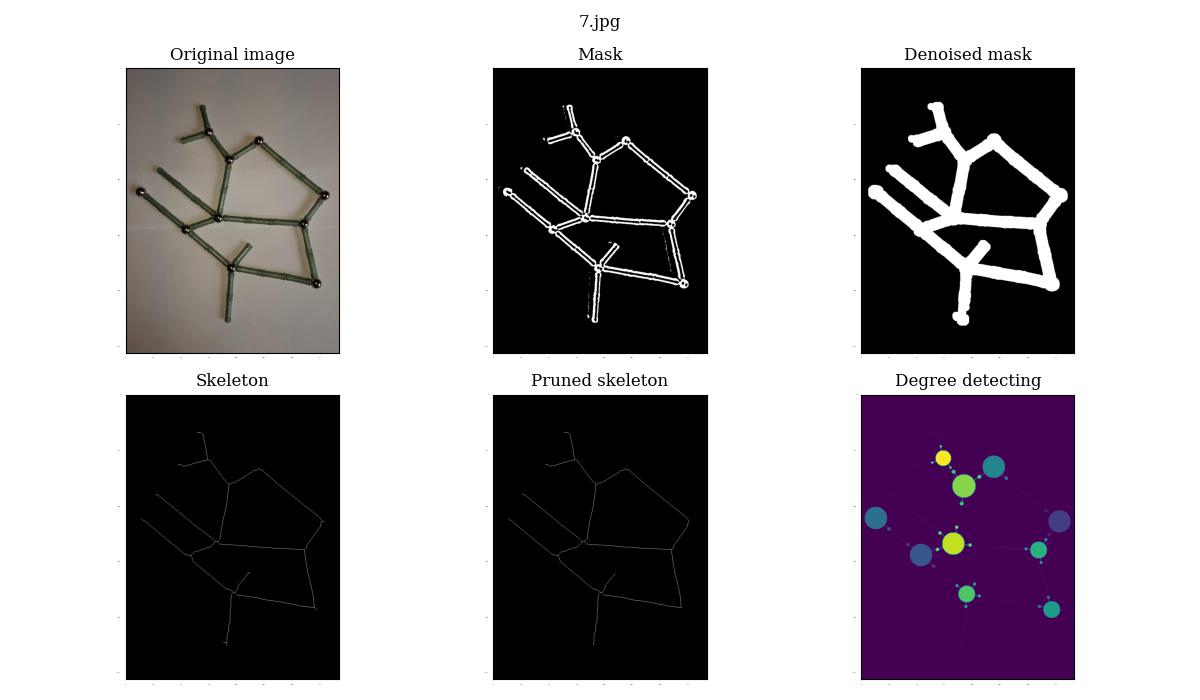 7.jpg
Original image
Mask
Denoised mask
Skeleton
Pruned skeleton
Degree detecting